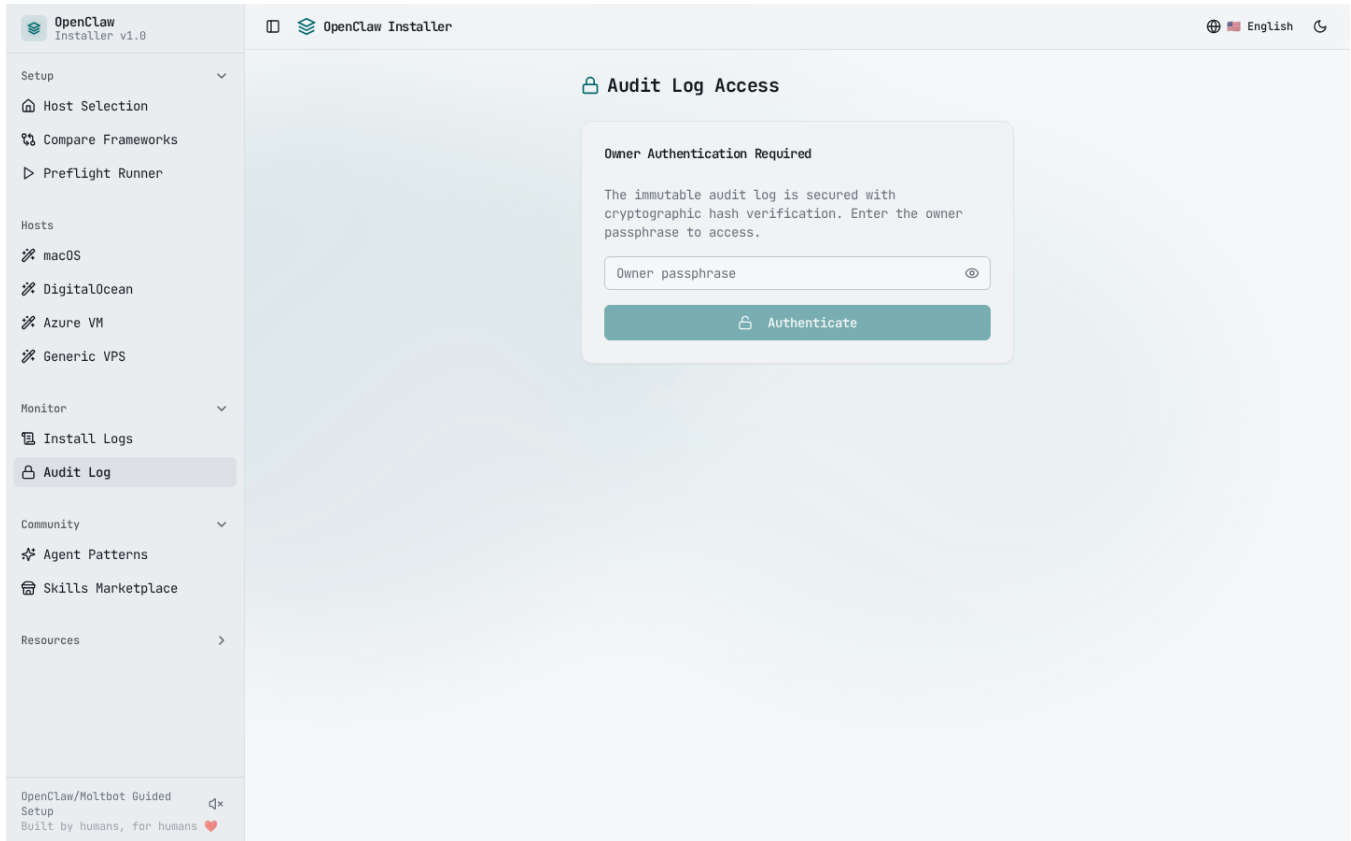 OpenClaw
Installer v1.0
OpenClaw Installer
🇺🇸 English
Setup
Host Selection
Compare Frameworks
Preflight Runner
Hosts
macOS
DigitalOcean
Azure VM
Generic VPS
Monitor
Install Logs
Audit Log
Community
Agent Patterns
Skills Marketplace
Resources
OpenClaw/Moltbot Guided
Setup
Built by humans, for humans ❤️
Audit Log Access
Owner Authentication Required
The immutable audit log is secured with
cryptographic hash verification. Enter the owner
passphrase to access.
Owner passphrase
Authenticate